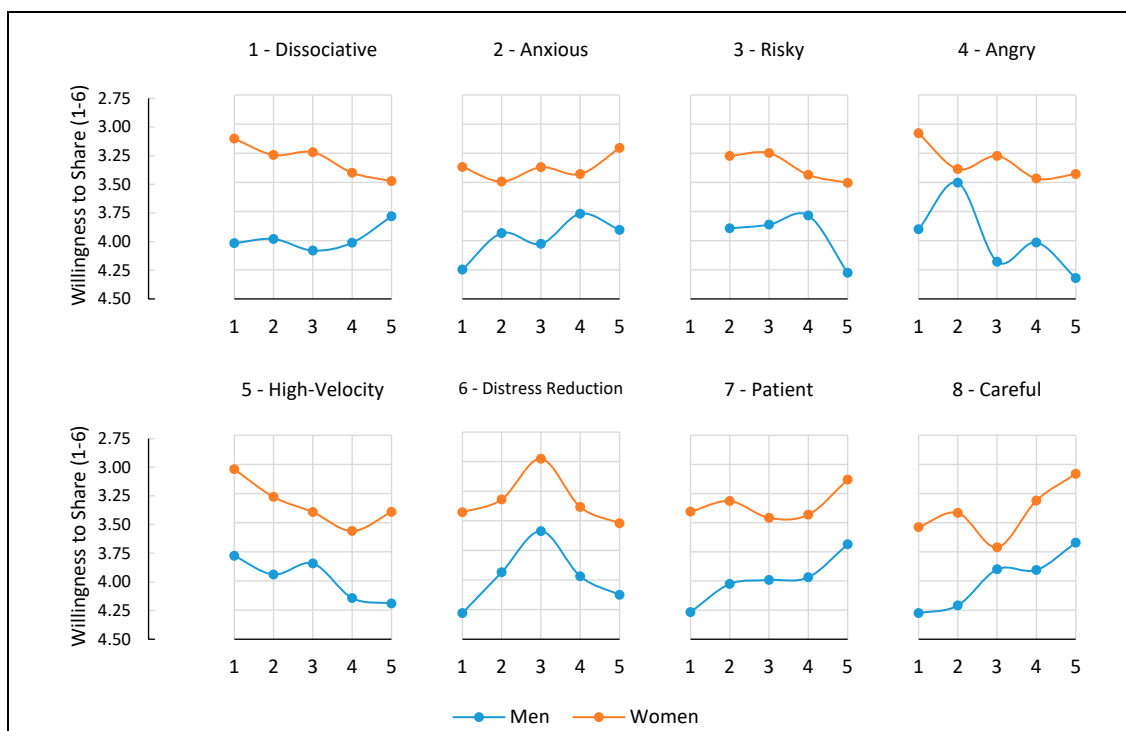 1 - Dissociative
2 - Anxious
3 - Risky
4 - Angry
Willingness to Share (1-6)
2.75
3.00
3.25
3.50
3.75
4.00
4.25
4.50
1 2 3 4 5
1 2 3 4 5
1 2 3 4 5
1 2 3 4 5
5 - High-Velocity
6 - Distress Reduction
7 - Patient
8 - Careful
Willingness to Share (1-6)
2.75
3.00
3.25
3.50
3.75
4.00
4.25
4.50
1 2 3 4 5
1 2 3 4 5
1 2 3 4 5
1 2 3 4 5
Men
Women